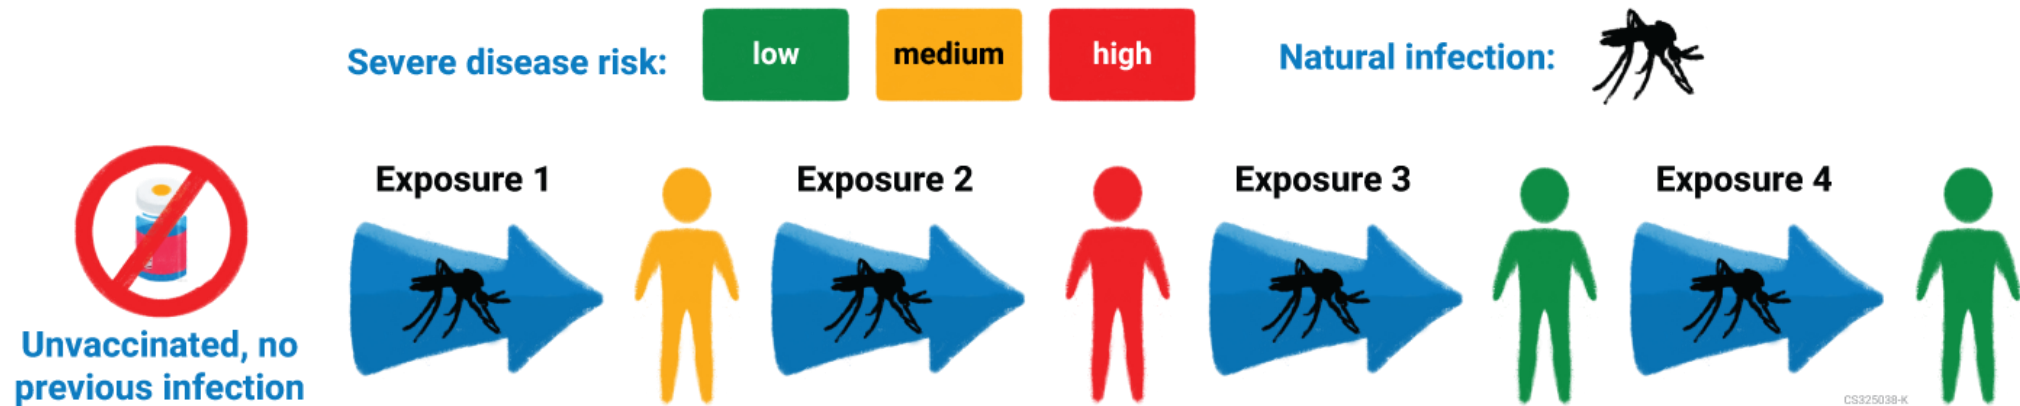 Severe disease risk: low medium high Natural infection:
Exposure 1 Exposure 2 Exposure 3 Exposure 4
Unvaccinated, no
previous infection
CS325038-K